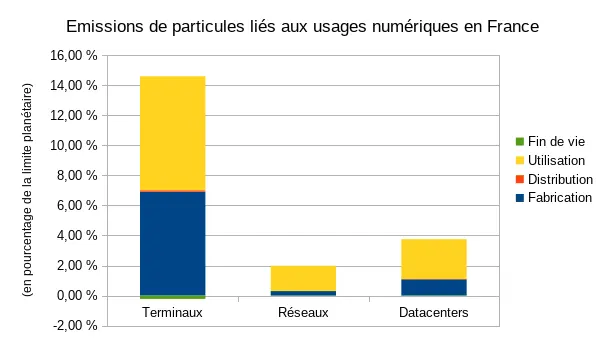 Emissions de particules liés aux usages numériques en France
(en pourcentage de la limite planétaire)
16,00 %
14,00 %
12,00 %
10,00 %
8,00 %
6,00 %
4,00 %
2,00 %
0,00 %
-2,00 %
Terminaux
Réseaux
Datacenters
Fin de vie
Utilisation
Distribution
Fabrication